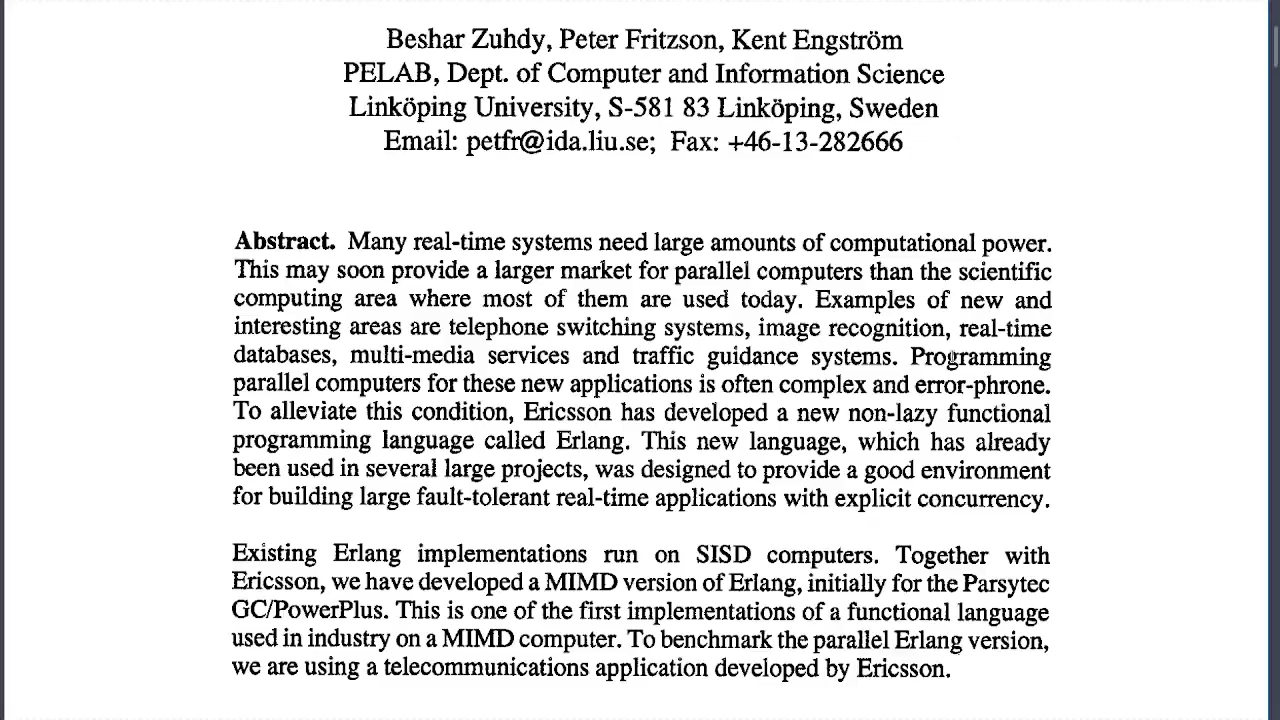 Beshar Zuhdy, Peter Fritzson, Kent Engström
PELAB, Dept. of Computer and Information Science
Linköping University, S-581 83 Linköping, Sweden
Email: petfr@ida.liu.se; Fax: +46-13-282666
Abstract. Many real-time systems need large amounts of computational power.
This may soon provide a larger market for parallel computers than the scientific
computing area where most of them are used today. Examples of new and
interesting areas are telephone switching systems, image recognition, real-time
databases, multi-media services and traffic guidance systems. Programming
parallel computers for these new applications is often complex and error-phrone.
To alleviate this condition, Ericsson has developed a new non-lazy functional
programming language called Erlang. This new language, which has already
been used in several large projects, was designed to provide a good environment
for building large fault-tolerant real-time applications with explicit concurrency.
Existing Erlang implementations run on SISD computers. Together with
Ericsson, we have developed a MIMD version of Erlang, initially for the Parsytec
GC/PowerPlus. This is one of the first implementations of a functional language
used in industry on a MIMD computer. To benchmark the parallel Erlang version,
we are using a telecommunications application developed by Ericsson.